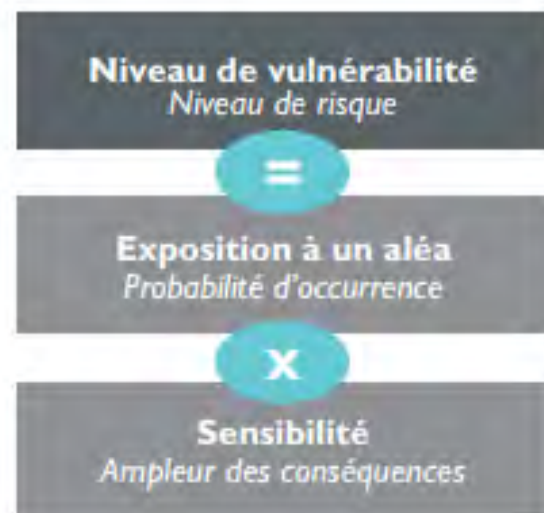 Niveau de vulnérabilité
Niveau de risque
=
Exposition à un aléa
Probabilité d'occurrence
x
Sensibilité
Ampleur des conséquences